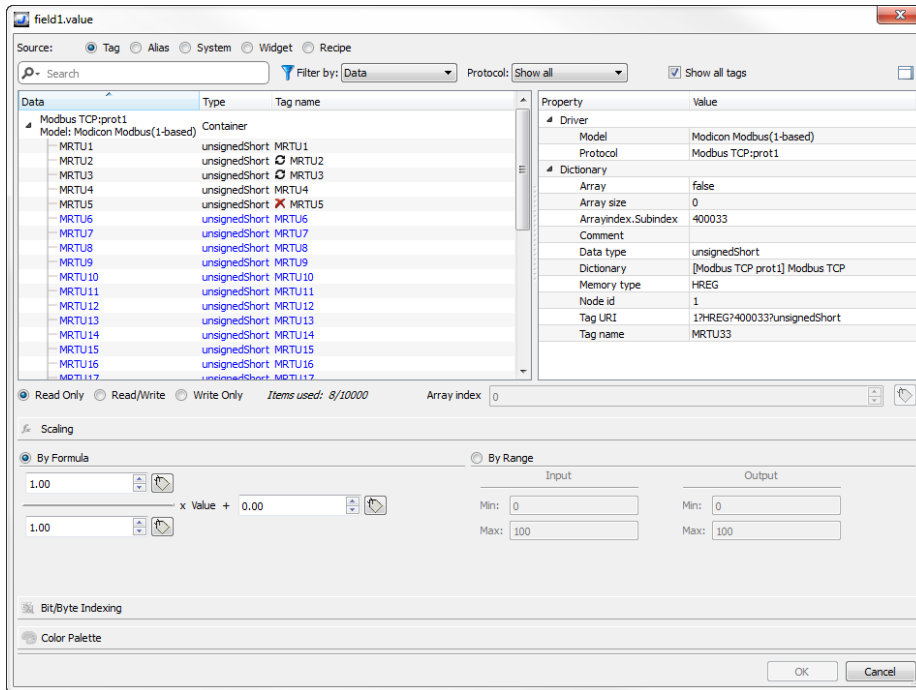 field1.value
Source: Tag Alias System Widget Recipe
Search Filter by: Data Protocol: Show all Show all tags
Data Type Tag name
Modbus TCP:prot1
Model: Modicon Modbus(1-based) Container
MRTU1 unsignedShort MRTU1
MRTU2 unsignedShort MRTU2
MRTU3 unsignedShort MRTU3
MRTU4 unsignedShort MRTU4
MRTU5 unsignedShort MRTU5
MRTU6 unsignedShort MRTU6
MRTU7 unsignedShort MRTU7
MRTU8 unsignedShort MRTU8
MRTU9 unsignedShort MRTU9
MRTU10 unsignedShort MRTU10
MRTU11 unsignedShort MRTU11
MRTU12 unsignedShort MRTU12
MRTU13 unsignedShort MRTU13
MRTU14 unsignedShort MRTU14
MRTU15 unsignedShort MRTU15
MRTU16 unsignedShort MRTU16
MRTU17 unsignedShort MRTU17
Property Value
Driver
Model Modicon Modbus(1-based)
Protocol Modbus TCP:prot1
Dictionary
Array false
Array size 0
Arrayindex.Subindex 400033
Comment
Data type unsignedShort
Dictionary [Modbus TCP prot1] Modbus TCP
Memory type HREG
Node id 1
Tag URI 1?HREG?400033?unsignedShort
Tag name MRTU33
Read Only Read/Write Write Only Items used: 8/10000 Array index 0
Scaling
By Formula
1.00
x Value + 0.00
1.00
By Range
Input Output
Min: 0 Min: 0
Max: 100 Max: 100
Bit/Byte Indexing
Color Palette
OK Cancel